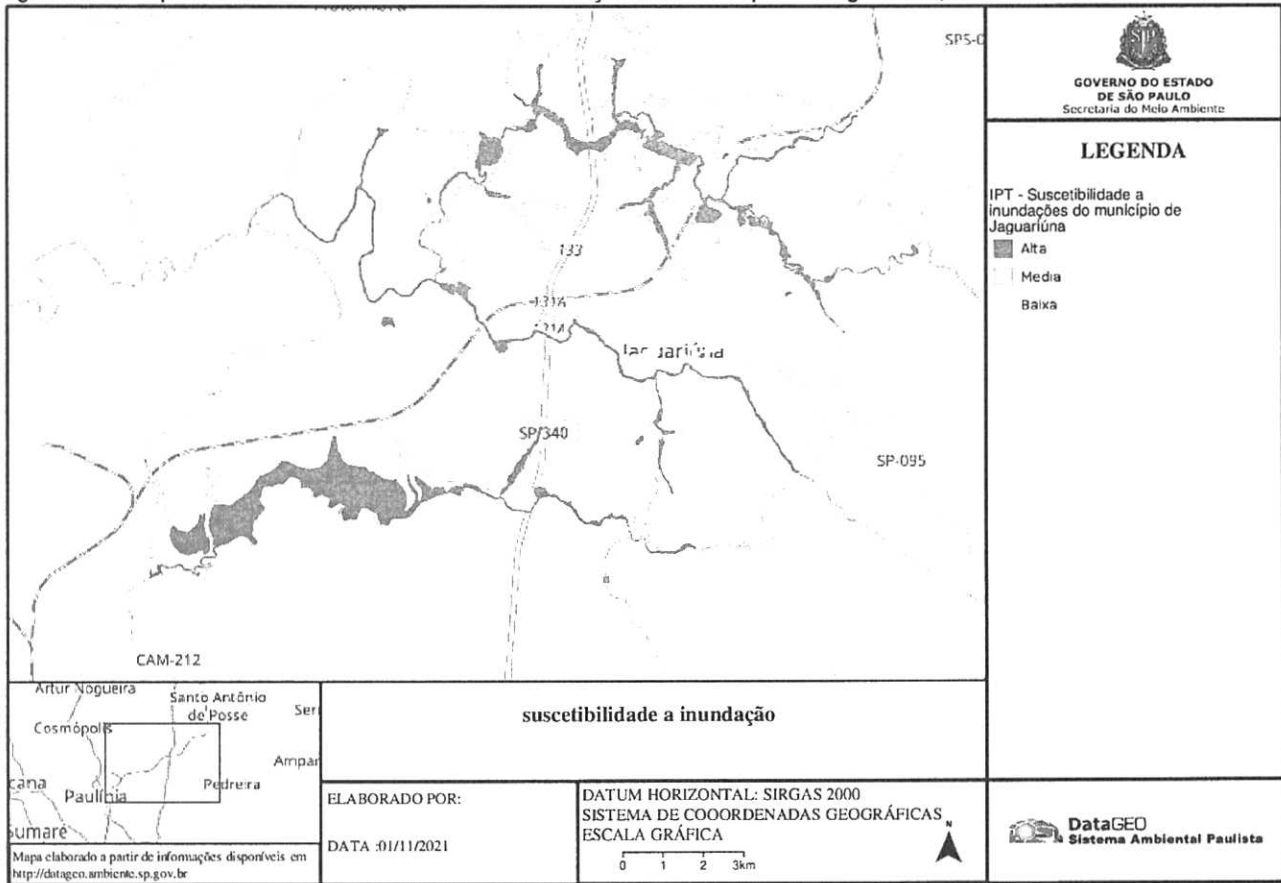 SPS-0
133
Jaguariúna
SP-340
SP-095
CAM-212
GOVERNO DO ESTADO
DE SÃO PAULO
Secretaria do Meio Ambiente
LEGENDA
IPT - Suscetibilidade a
inundações do município de
Jaguariúna
Alta
Media
Baixa
Artur Nogueira
Santo Antônio
de Posse
Seri
Cosmópolis
Ampar
cana
Paulínia
Pedreira
Sumaré
Mapa elaborado a partir de informações disponíveis em
http://datageo.ambiente.sp.gov.br
suscetibilidade a inundação
ELABORADO POR:
DATA :01/11/2021
DATUM HORIZONTAL: SIRGAS 2000
SISTEMA DE COOORDENADAS GEOGRÁFICAS
ESCALA GRÁFICA
0 1 2 3km
N
DataGEO
Sistema Ambiental Paulista